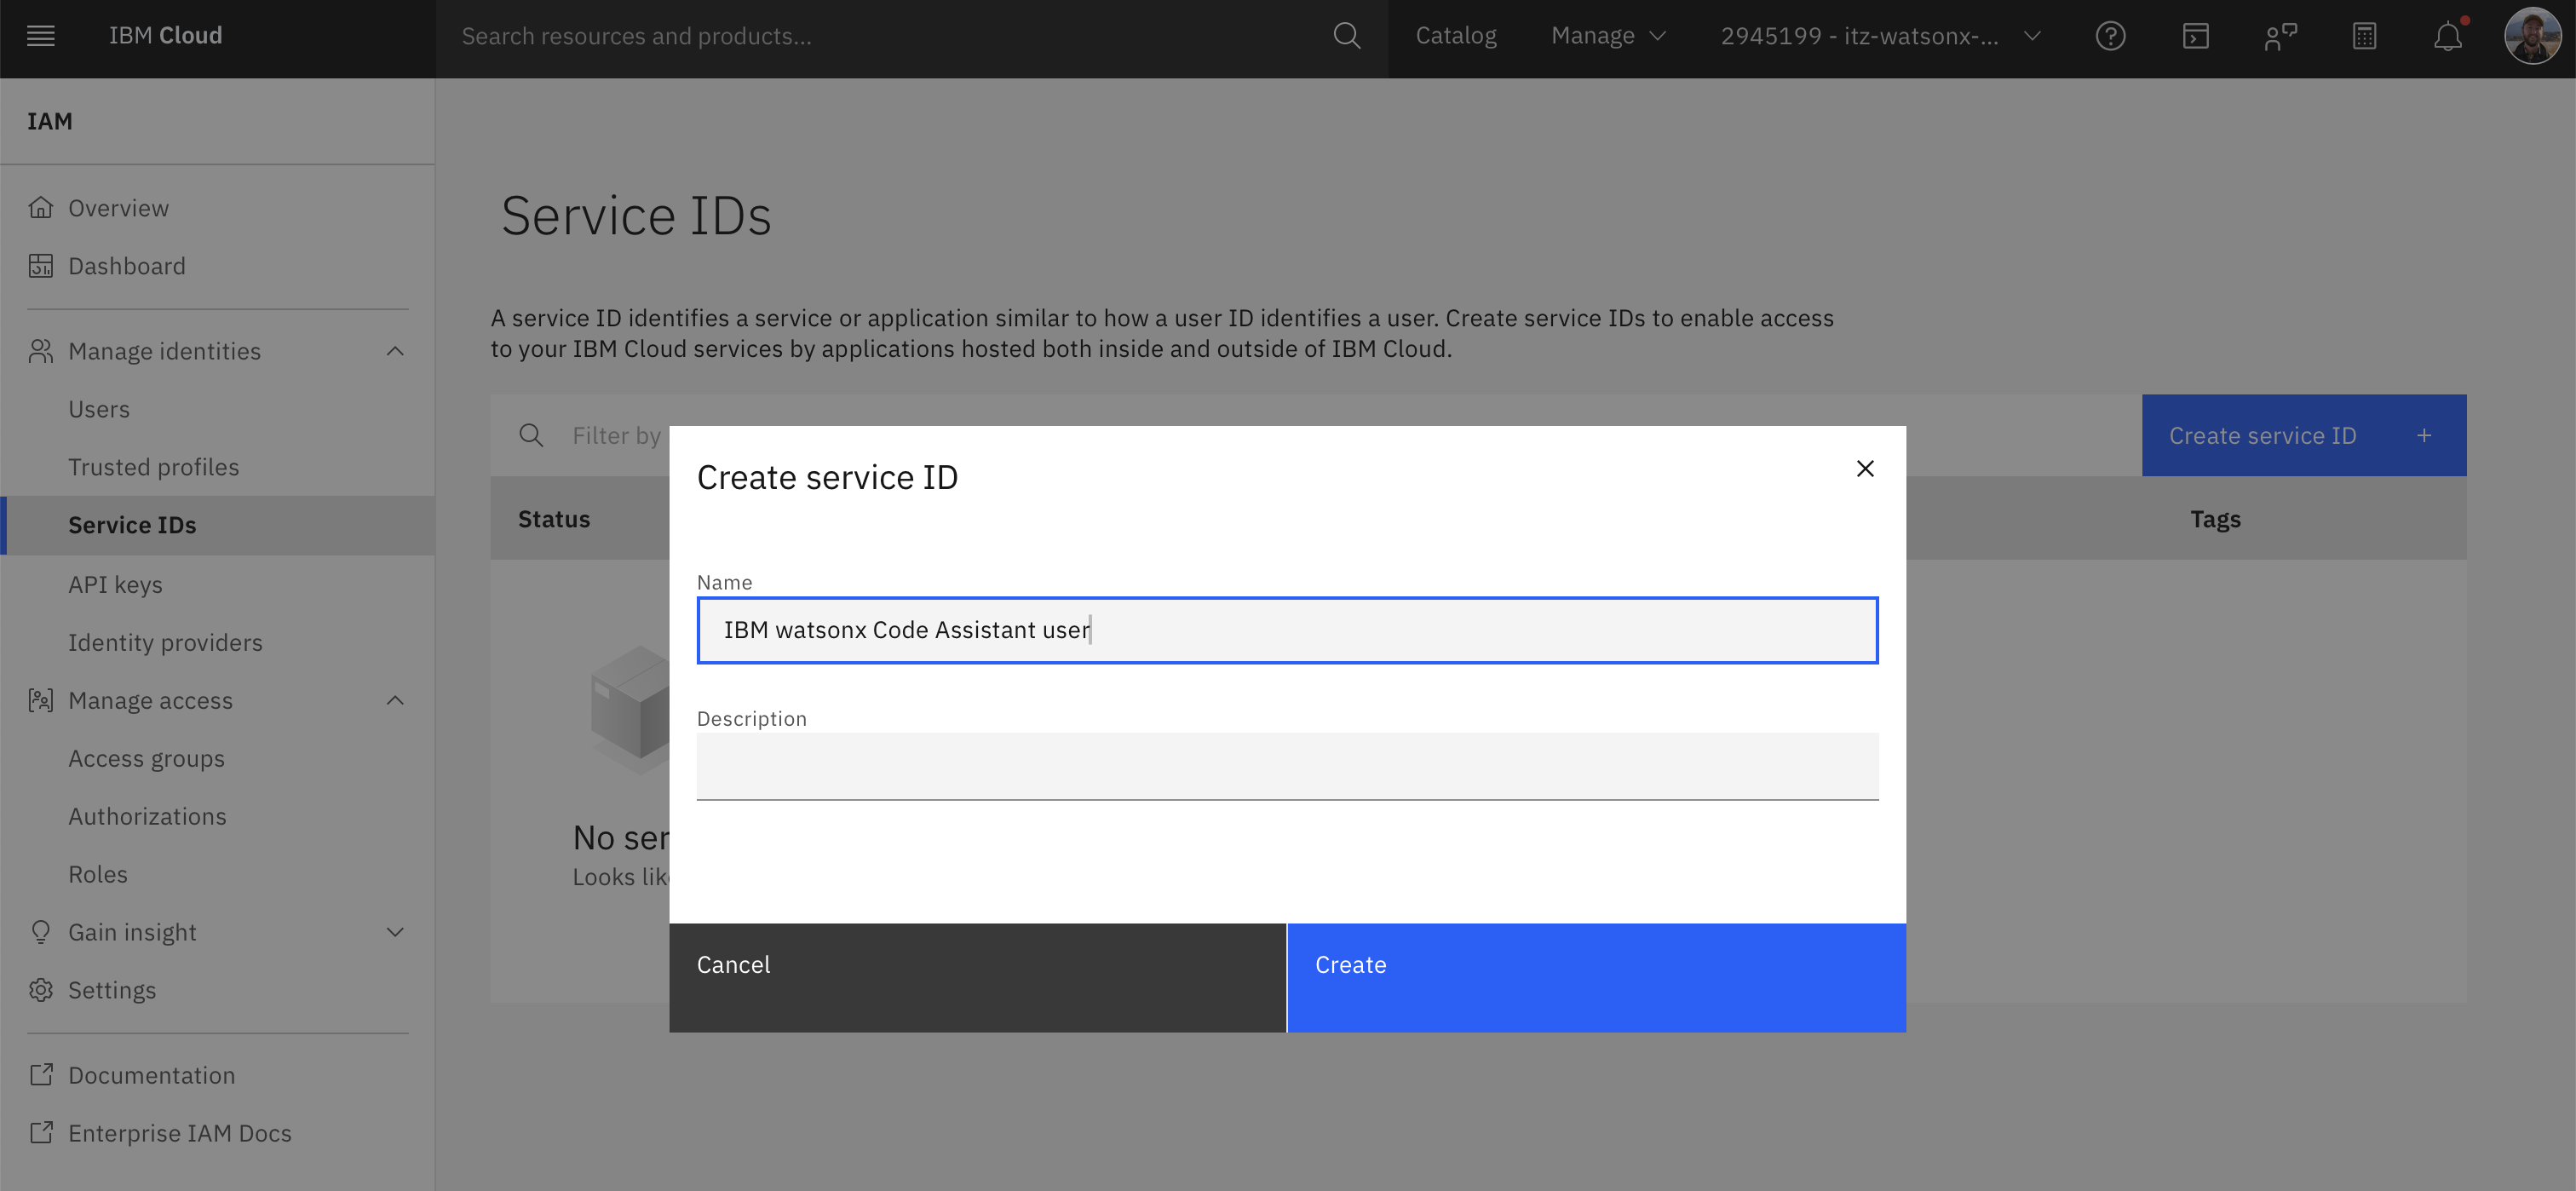 IBM Cloud
Search resources and products...
Catalog
Manage
2945199 - itz-watsonx-...
IAM
Overview
Dashboard
Manage identities
Users
Trusted profiles
Service IDs
API keys
Identity providers
Manage access
Access groups
Authorizations
Roles
Gain insight
Settings
Documentation
Enterprise IAM Docs
Service IDs
A service ID identifies a service or application similar to how a user ID identifies a user. Create service IDs to enable access
to your IBM Cloud services by applications hosted both inside and outside of IBM Cloud.
Filter by
Create service ID +
Status
Tags
No ser
Looks lik
Create service ID
Name
IBM watsonx Code Assistant user
Description
Cancel
Create